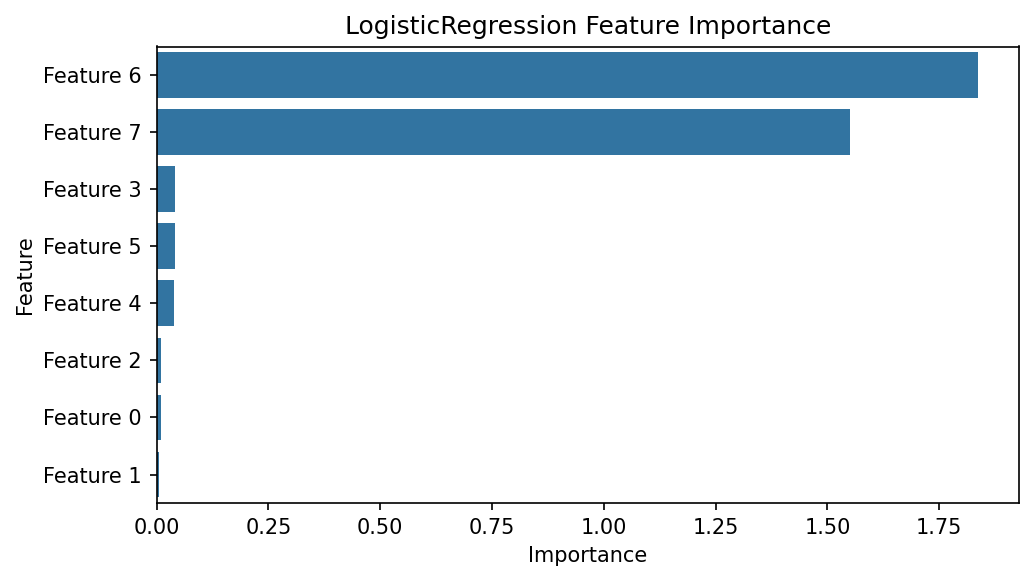 LogisticRegression Feature Importance
Feature
Feature 6
Feature 7
Feature 3
Feature 5
Feature 4
Feature 2
Feature 0
Feature 1
0.00 0.25 0.50 0.75 1.00 1.25 1.50 1.75
Importance